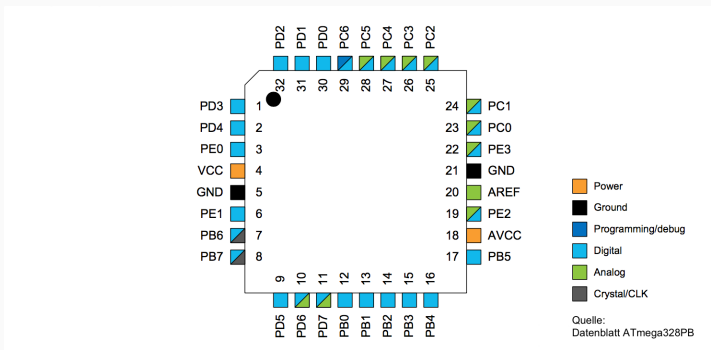 PD2 PD1 PD0 PC6 PC5 PC4 PC3 PC2
32 31 30 29 28 27 26 25
PD3 1
PD4 2
PE0 3
VCC 4
GND 5
PE1 6
PB6 7
PB7 8
24 PC1
23 PC0
22 PE3
21 GND
20 AREF
19 PE2
18 AVCC
17 PB5
9 10 11 12 13 14 15 16
PD5 PD6 PD7 PB0 PB1 PB2 PB3 PB4
Power
Ground
Programming/debug
Digital
Analog
Crystal/CLK
Quelle:
Datenblatt ATmega328PB